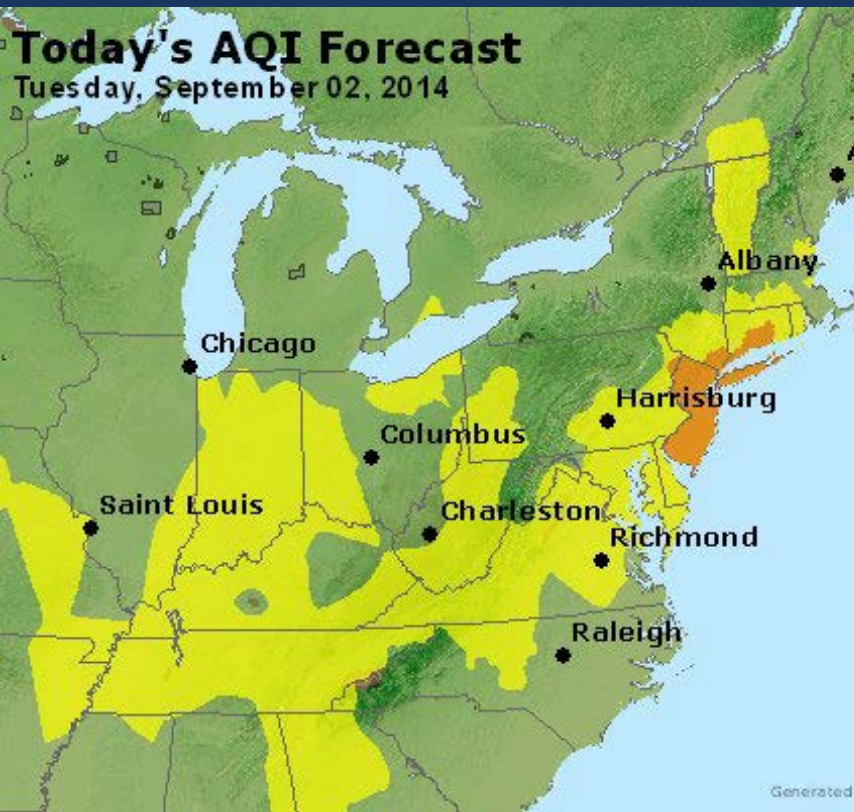 Today's AQI Forecast
Tuesday, September 02, 2014
Albany
Chicago
Harrisburg
Columbus
Saint Louis
Charleston
Richmond
Raleigh
Generated